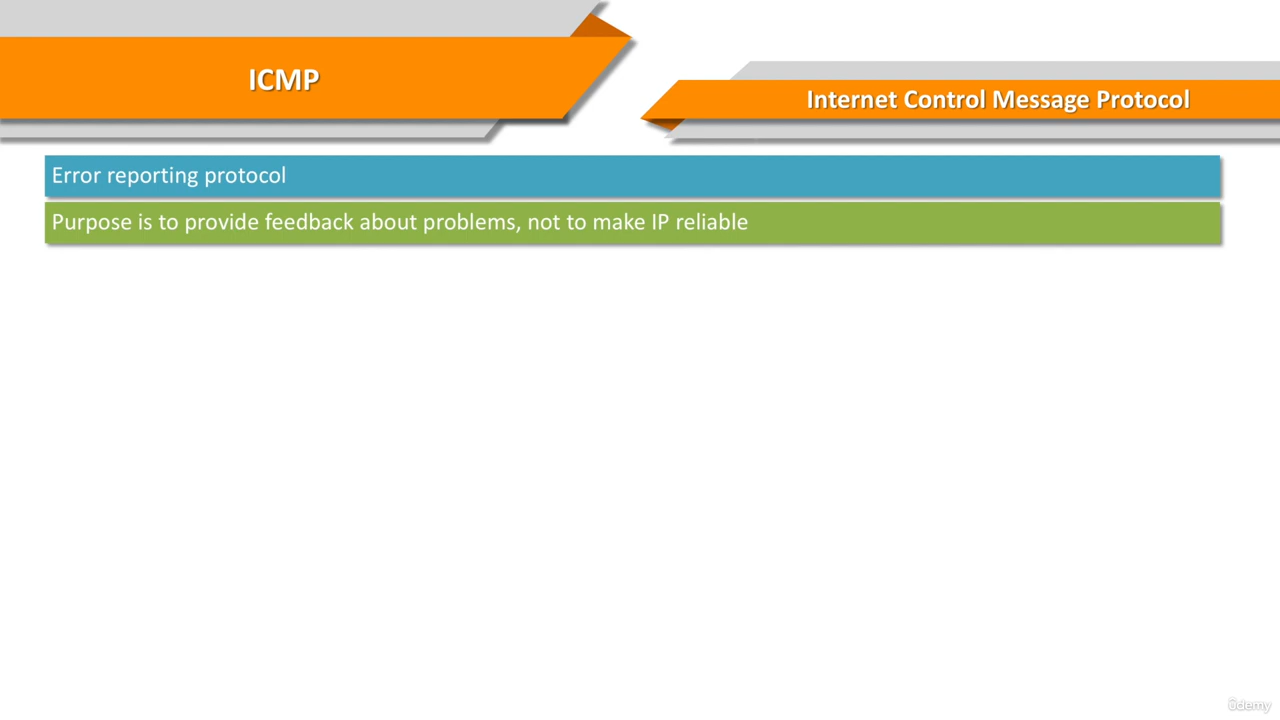 ICMP
Internet Control Message Protocol
Error reporting protocol
Purpose is to provide feedback about problems, not to make IP reliable
ûdemy